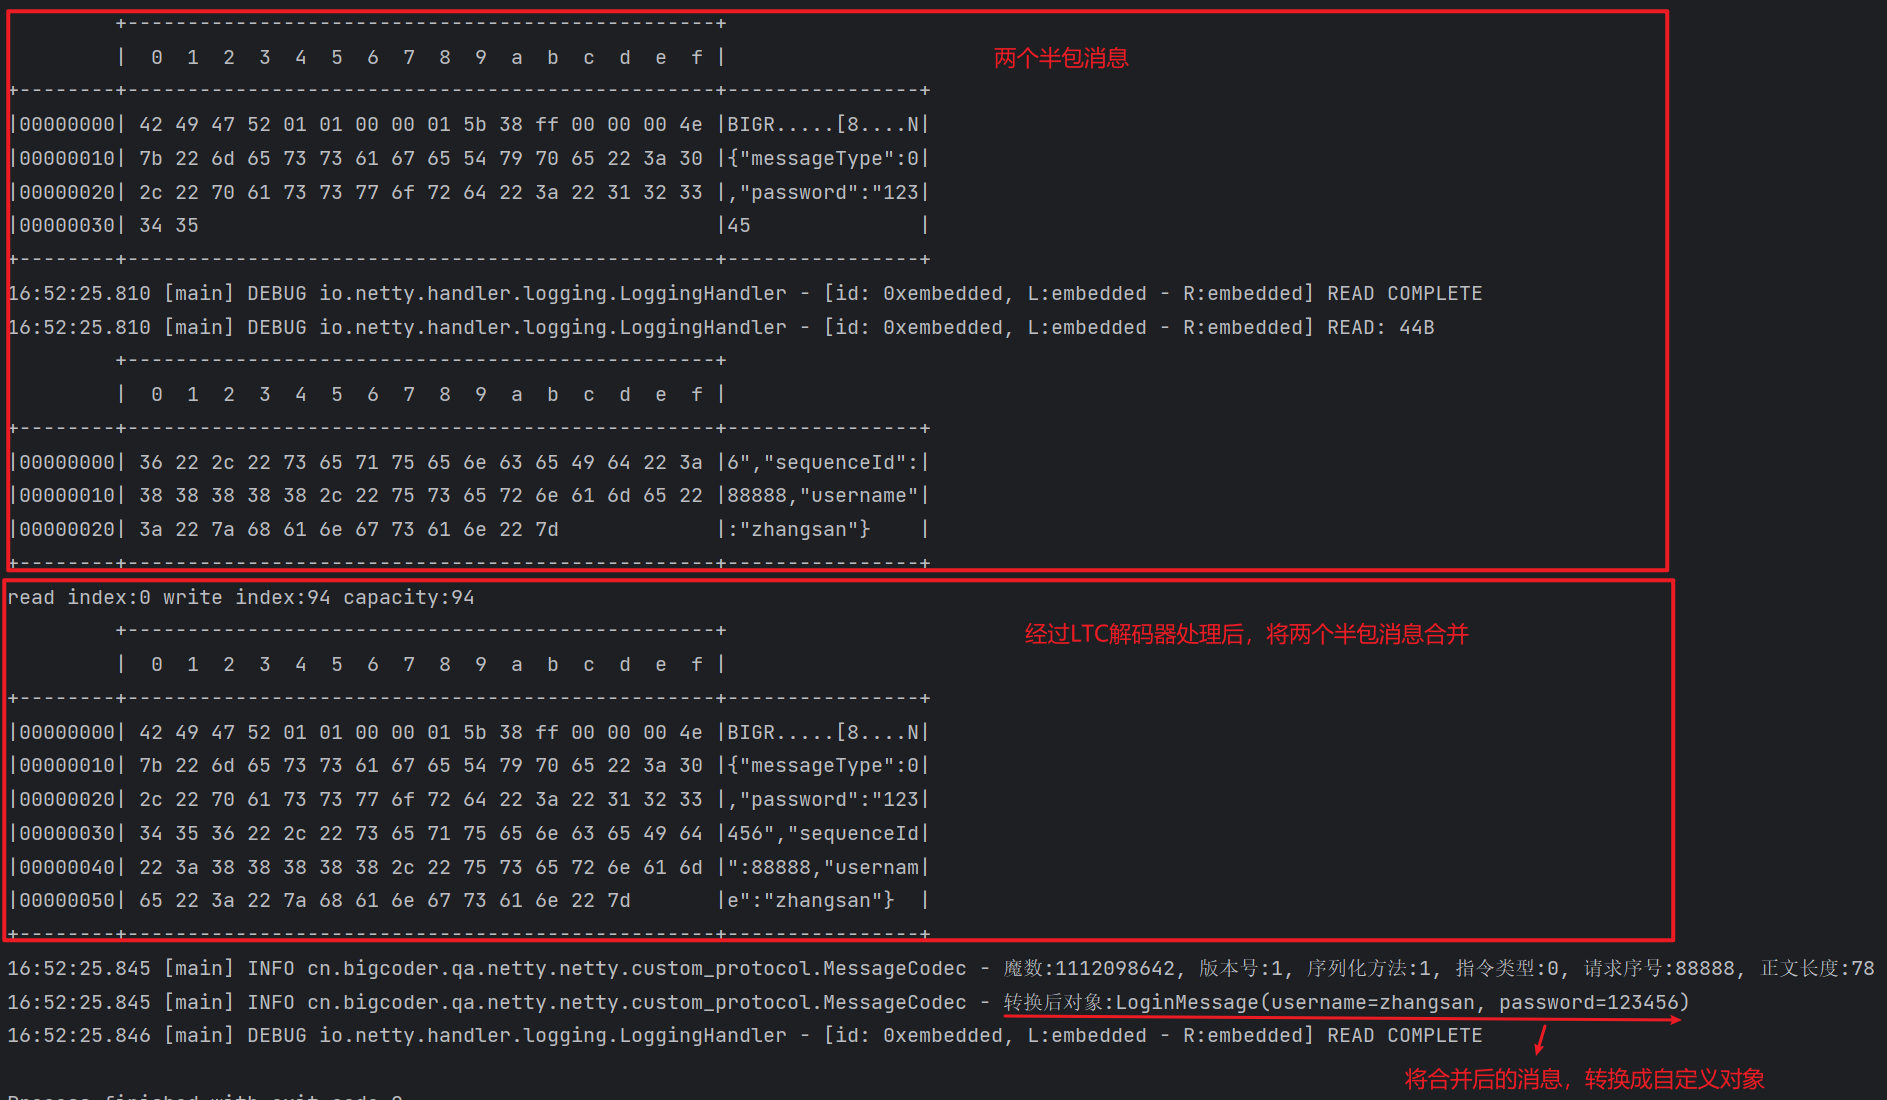 +-------------------------------------------------+
|  0  1  2  3  4  5  6  7  8  9  a  b  c  d  e  f |
两个半包消息
+--------+-------------------------------------------------+----------------+
|00000000| 42 49 47 52 01 01 00 00 01 5b 38 ff 00 00 00 4e |BIGR.....[8....N|
|00000010| 7b 22 6d 65 73 73 61 67 65 54 79 70 65 22 3a 30 |{"messageType":0|
|00000020| 2c 22 70 61 73 73 77 6f 72 64 22 3a 22 31 32 33 |,"password":"123|
|00000030| 34 35                                           |45              |
+--------+-------------------------------------------------+----------------+
16:52:25.810 [main] DEBUG io.netty.handler.logging.LoggingHandler - [id: 0xembedded, L:embedded - R:embedded] READ COMPLETE
16:52:25.810 [main] DEBUG io.netty.handler.logging.LoggingHandler - [id: 0xembedded, L:embedded - R:embedded] READ: 44B
+-------------------------------------------------+
|  0  1  2  3  4  5  6  7  8  9  a  b  c  d  e  f |
+--------+-------------------------------------------------+----------------+
|00000000| 36 22 2c 22 73 65 71 75 65 6e 63 65 49 64 22 3a |6","sequenceId":|
|00000010| 38 38 38 38 38 2c 22 75 73 65 72 6e 61 6d 65 22 |88888,"username"|
|00000020| 3a 22 7a 68 61 6e 67 73 61 6e 22 7d             |:"zhangsan"}    |
+--------+-------------------------------------------------+----------------+
read index:0 write index:94 capacity:94
+-------------------------------------------------+
经过LTC解码器处理后，将两个半包消息合并
|  0  1  2  3  4  5  6  7  8  9  a  b  c  d  e  f |
+--------+-------------------------------------------------+----------------+
|00000000| 42 49 47 52 01 01 00 00 01 5b 38 ff 00 00 00 4e |BIGR.....[8....N|
|00000010| 7b 22 6d 65 73 73 61 67 65 54 79 70 65 22 3a 30 |{"messageType":0|
|00000020| 2c 22 70 61 73 73 77 6f 72 64 22 3a 22 31 32 33 |,"password":"123|
|00000030| 34 35 36 22 2c 22 73 65 71 75 65 6e 63 65 49 64 |456","sequenceId|
|00000040| 22 3a 38 38 38 38 38 2c 22 75 73 65 72 6e 61 6d |":88888,"usernam|
|00000050| 65 22 3a 22 7a 68 61 6e 67 73 61 6e 22 7d       |e":"zhangsan"}  |
+--------+-------------------------------------------------+----------------+
16:52:25.845 [main] INFO cn.bigcoder.qa.netty.netty.custom_protocol.MessageCodec - 魔数:1112098642, 版本号:1, 序列化方法:1, 指令类型:0, 请求序号:88888, 正文长度:78
16:52:25.845 [main] INFO cn.bigcoder.qa.netty.netty.custom_protocol.MessageCodec - 转换后对象:LoginMessage(username=zhangsan, password=123456)
16:52:25.846 [main] DEBUG io.netty.handler.logging.LoggingHandler - [id: 0xembedded, L:embedded - R:embedded] READ COMPLETE
将合并后的消息，转换成自定义对象
Process finished with exit code 0